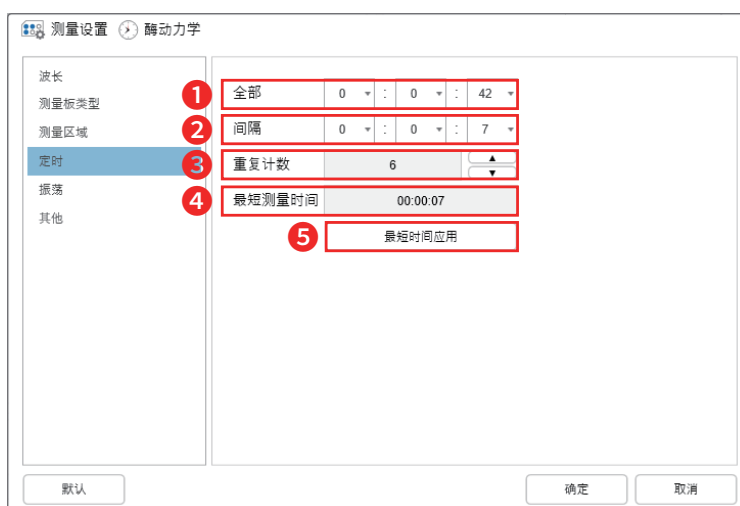 测量设置 酶动力学
波长
测量板类型
测量区域
定时
振荡
其他
1 全部 0 : 0 : 42
2 间隔 0 : 0 : 7
3 重复计数 6
4 最短测量时间 00:00:07
5 最短时间应用
默认 确定 取消